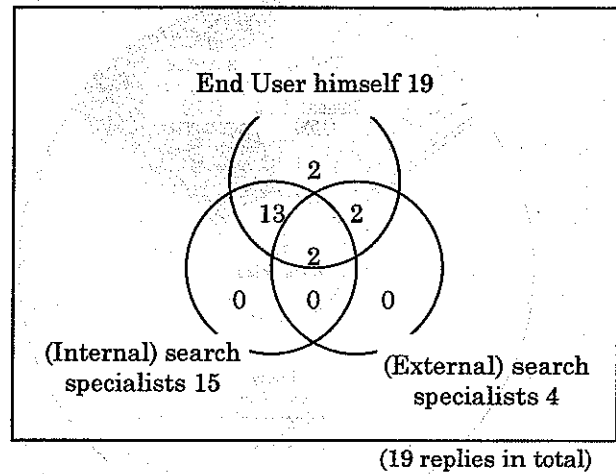 End User himself 19
2
13 2
2
0 0 0
(Internal) search
specialists 15
(External) search
specialists 4
(19 replies in total)